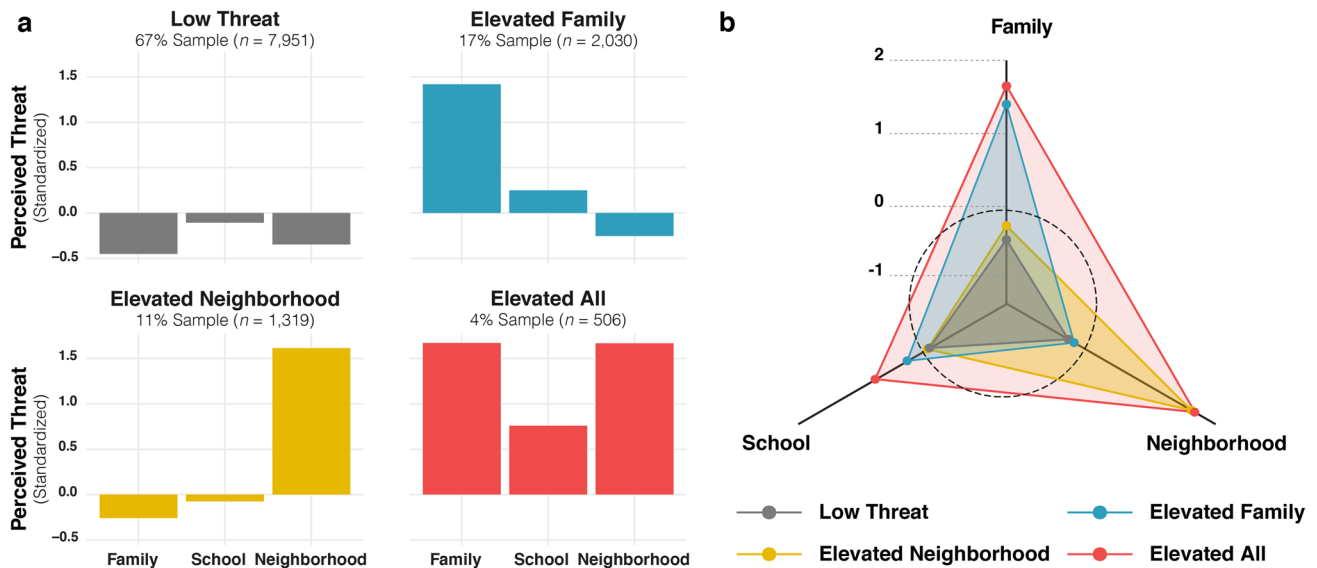 a
Low Threat
67% Sample (n = 7,951)
Elevated Family
17% Sample (n = 2,030)
Perceived Threat
(Standardized)
1.5
1.0
0.5
0.0
−0.5
Elevated Neighborhood
11% Sample (n = 1,319)
Elevated All
4% Sample (n = 506)
Perceived Threat
(Standardized)
1.5
1.0
0.5
0.0
−0.5
Family School Neighborhood
Family School Neighborhood
b
Family
2
1
0
-1
School
Neighborhood
Low Threat
Elevated Family
Elevated Neighborhood
Elevated All